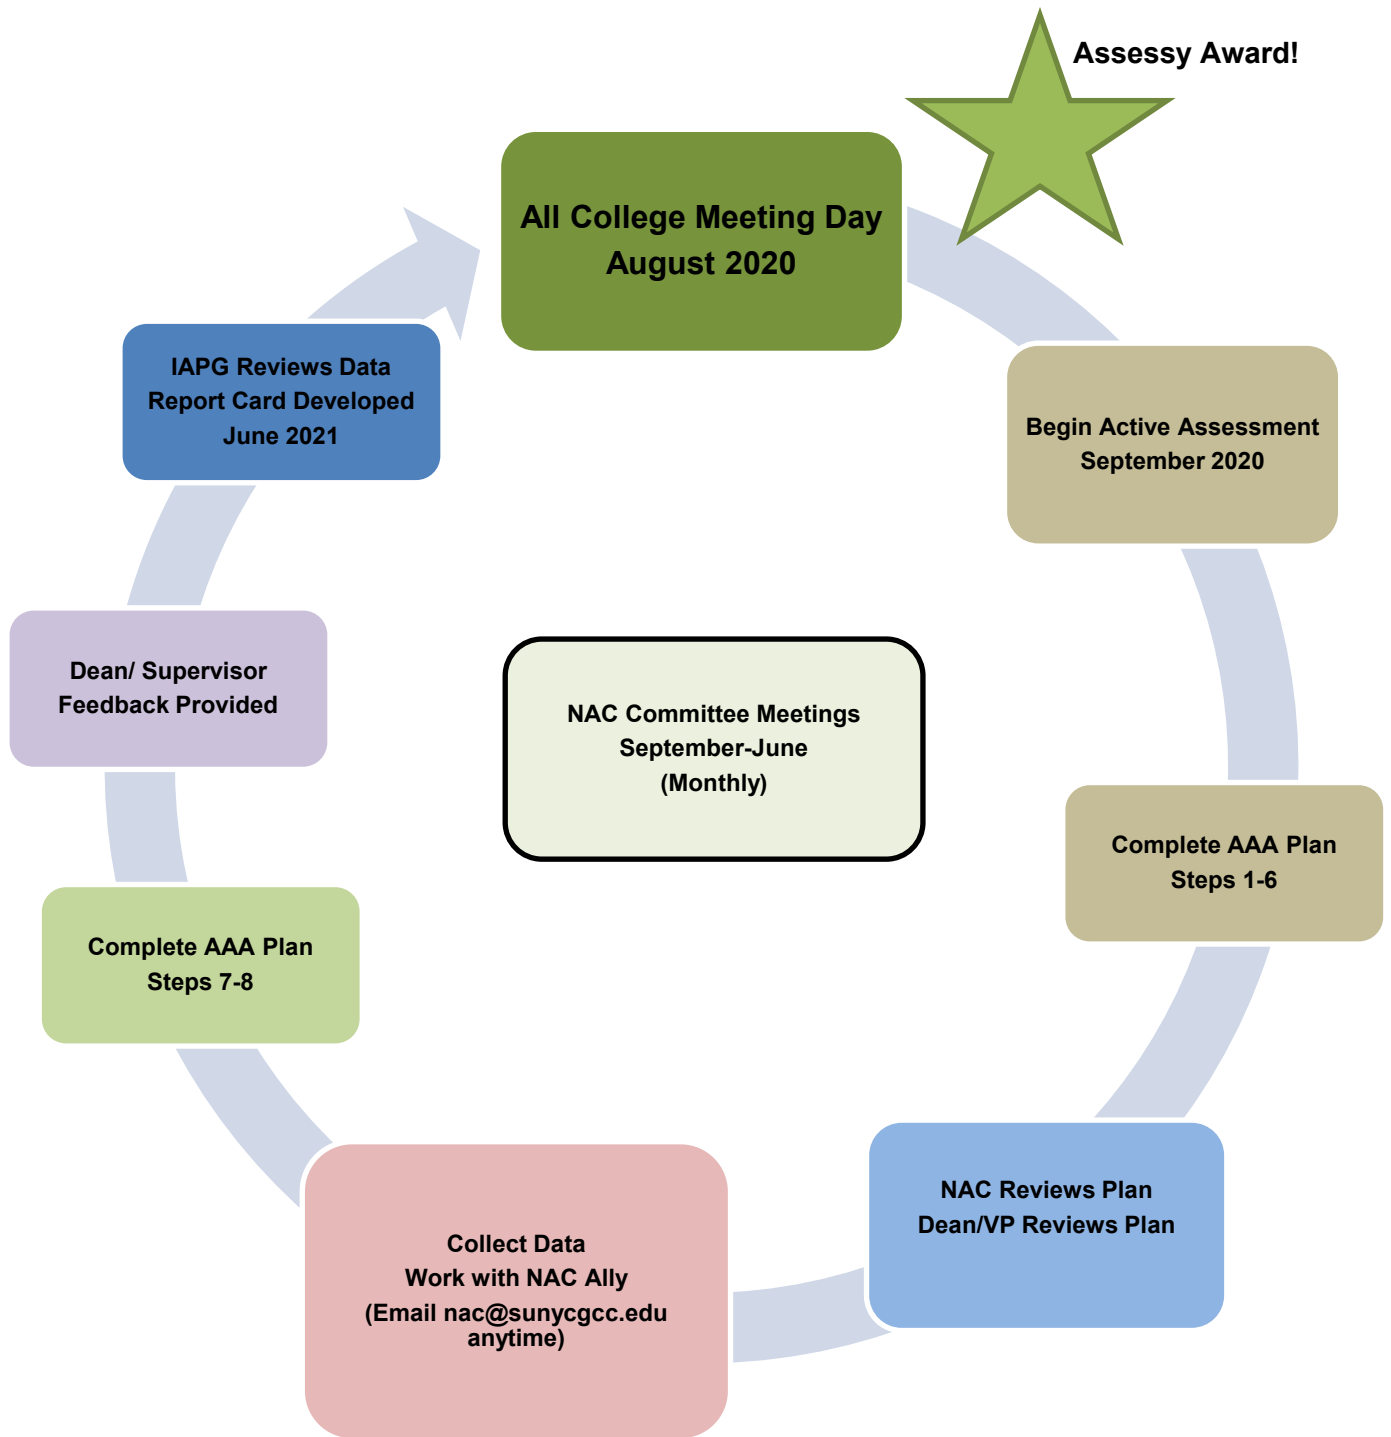 Assessy Award!
All College Meeting Day
August 2020
Begin Active Assessment
September 2020
Complete AAA Plan
Steps 1-6
NAC Reviews Plan
Dean/VP Reviews Plan
Collect Data
Work with NAC Ally
(Email nac@sunycgcc.edu
anytime)
Complete AAA Plan
Steps 7-8
Dean/ Supervisor
Feedback Provided
IAPG Reviews Data
Report Card Developed
June 2021
NAC Committee Meetings
September-June
(Monthly)